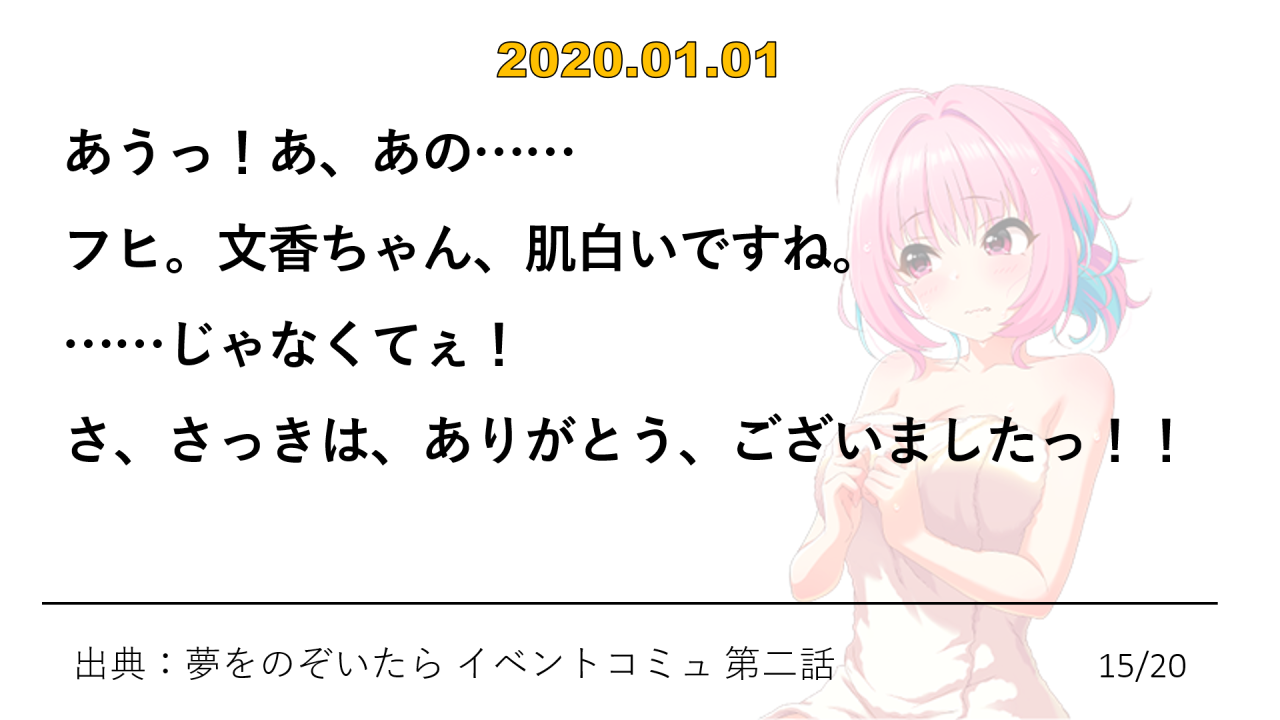 2020.01.01
あうっ！あ、あの……
フヒ。文香ちゃん、肌白いですね。
……じゃなくてぇ！
さ、さっきは、ありがとう、ございましたっ！！
出典：夢をのぞいたら イベントコミュ 第二話
15/20